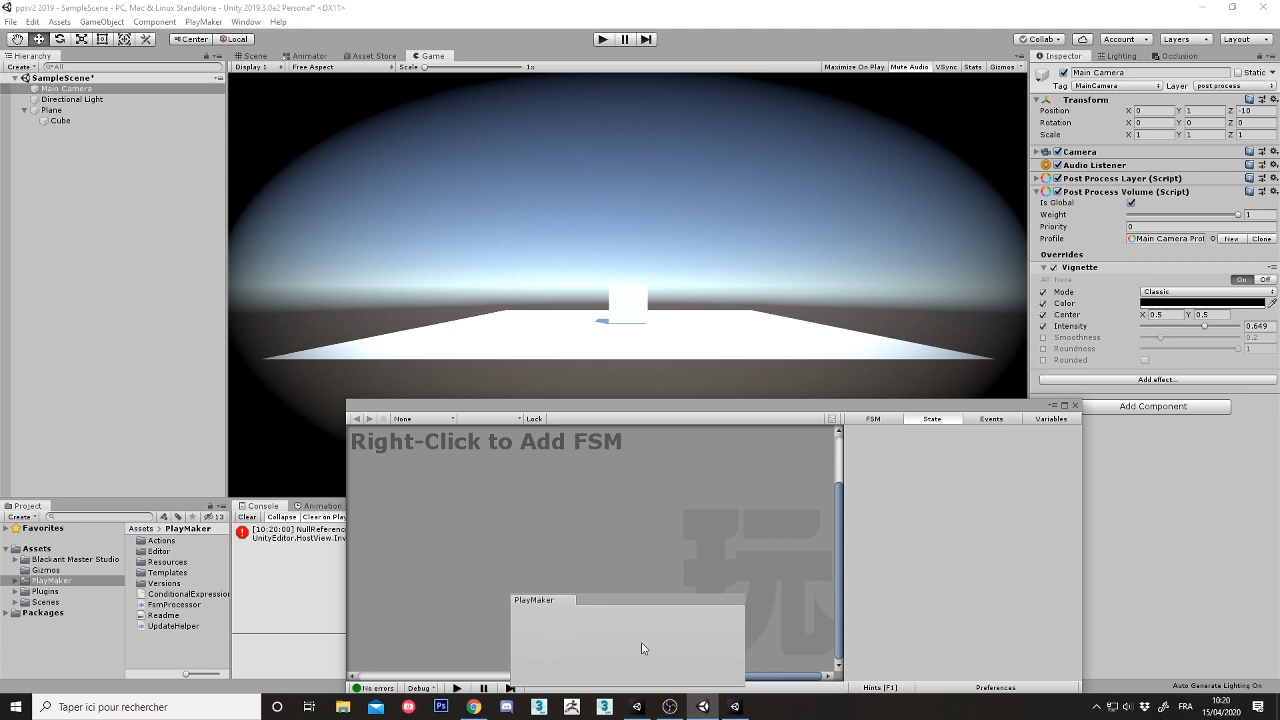 ppsv2 2019 - SampleScene - PC, Mac & Linux Standalone - Unity 2019.3.0a2 Personal* <DX11>
File Edit Assets GameObject Component PlayMaker Window Help
Center Local Collab Account Layers Layout
Hierarchy Scene Animator Asset Store Game Inspector Lighting Occlusion
Create All Display 1 Free Aspect Scale 1x Maximize On Play Mute Audio VSync Stats Gizmos Main Camera Static
SampleScene*
Main Camera
Directional Light
Plane
Cube
Tag MainCamera Layer post process
Transform
Position X 0 Y 1 Z -10
Rotation X 0 Y 0 Z 0
Scale X 1 Y 1 Z 1
Camera
Audio Listener
Post Process Layer (Script)
Post Process Volume (Script)
Is Global
Weight 1
Priority 0
Profile Main Camera Prof New Clone
Overrides
Vignette
All None On Off
Mode Classic
Color
Center X 0.5 Y 0.5
Intensity 0.649
Smoothness 0.2
Roundness 1
Rounded
Add effect...
Add Component
None Lock FSM State Events Variables
Right-Click to Add FSM
玩
PlayMaker
No errors Debug Hints [F1] Preferences
Project
Create 13
Favorites
Assets
Blackant Master Studio
Gizmos
PlayMaker
Plugins
Scenes
Packages
Assets PlayMaker
Actions
Editor
Resources
Templates
Versions
ConditionalExpression
FsmProcessor
Readme
UpdateHelper
Console Animation
Clear Collapse Clear on Play
[10:20:00] NullReference
UnityEditor.HostView.Inv
Auto Generate Lighting On
Taper ici pour rechercher
Ps 3 3
FRA
10:20
15/04/2020